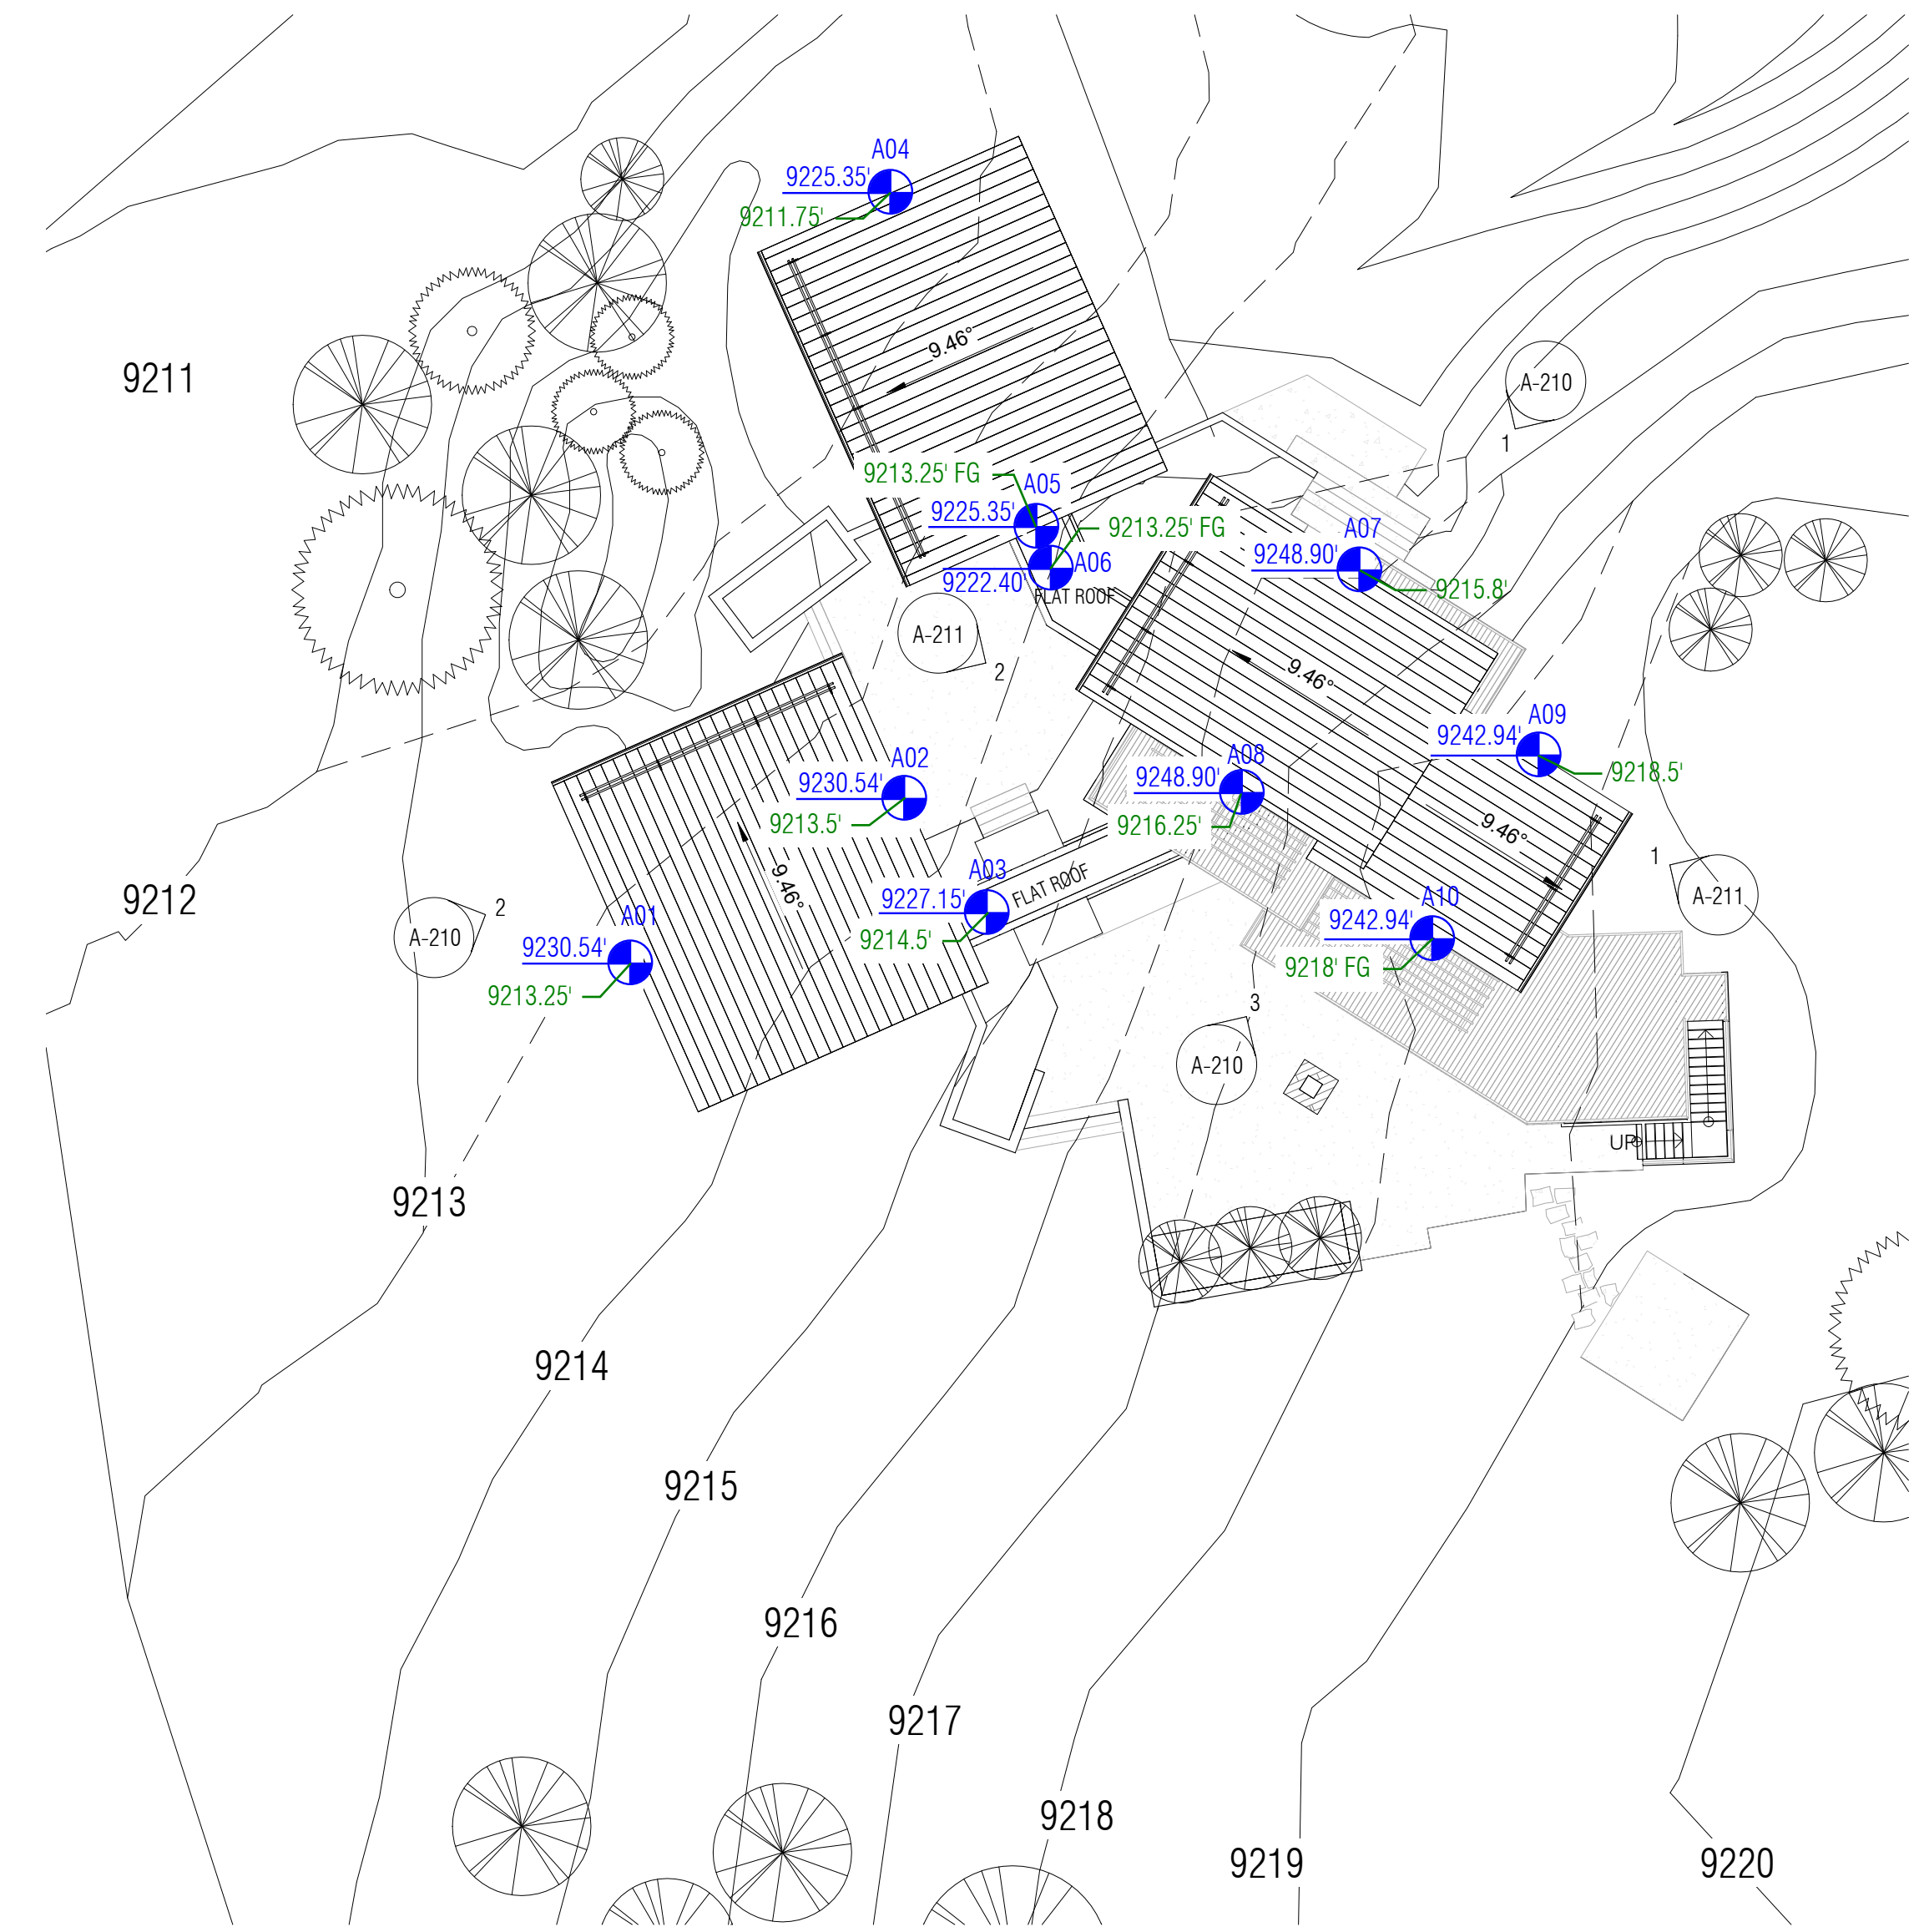 A04
9225.35'
9211.75'
9.46°
9211
A-210
1
9213.25' FG
A05
9225.35'
9213.25' FG
A06
9222.40'
FLAT ROOF
A07
9248.90'
9215.8'
A-211
2
9.46°
A09
9242.94'
9218.5'
A02
9230.54'
9213.5'
A08
9248.90'
9216.25'
9.46°
1
A-211
9.46°
A03
9227.15'
9214.5'
FLAT ROOF
A10
9242.94'
9218' FG
9212
2
A-210
A01
9230.54'
9213.25'
3
A-210
UP
9213
9214
9215
9216
9217
9218
9219
9220